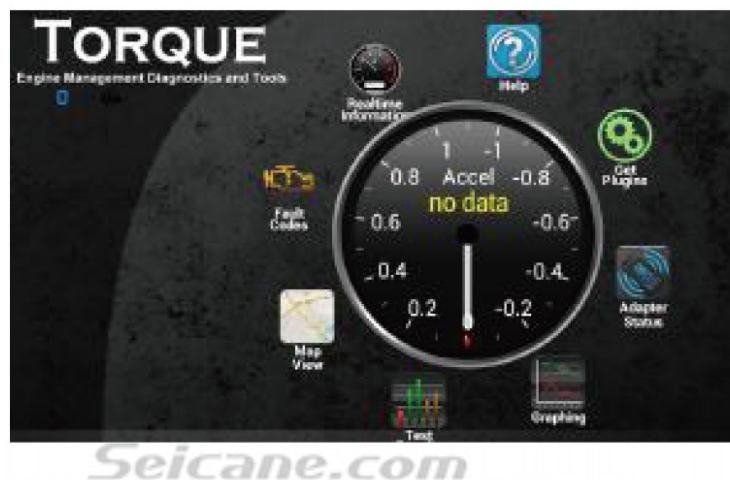 TORQUE
Engine Management Diagnostics and Tools
Realtime
Information
Help
Get
Plugins
Fault
Codes
Adapter
Status
Map
View
Graphing
Test
1 -1
0.8 Accel -0.8
no data
0.6 -0.6
0.4 -0.4
0.2 -0.2
Seicane.com